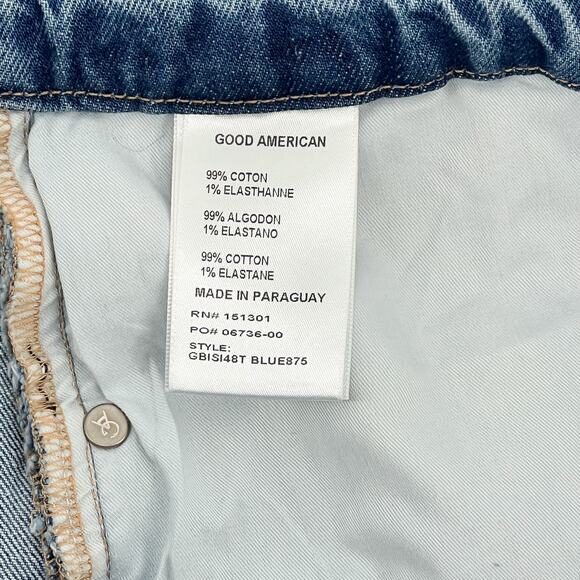 GOOD AMERICAN
99% COTON
1% ELASTHANNE
99% ALGODON
1% ELASTANO
99% COTTON
1% ELASTANE
MADE IN PARAGUAY
RN# 151301
PO# 06736-00
STYLE:
GBISI48T BLUE875